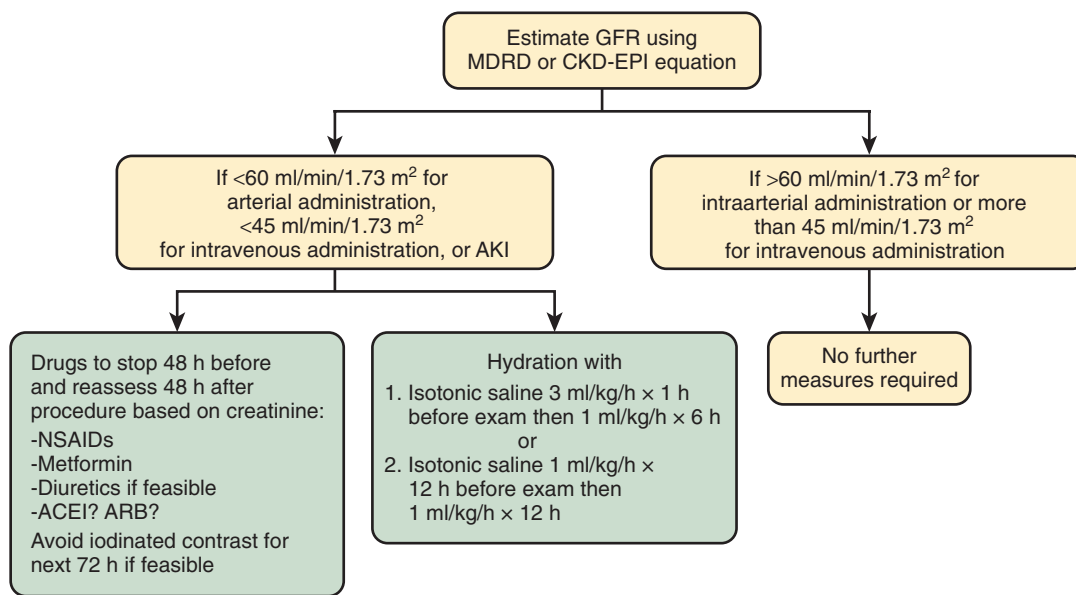 Estimate GFR using
MDRD or CKD-EPI equation
If <60 ml/min/1.73 m² for
arterial administration,
<45 ml/min/1.73 m²
for intravenous administration, or AKI
If >60 ml/min/1.73 m² for
intraarterial administration or more
than 45 ml/min/1.73 m²
for intravenous administration
Drugs to stop 48 h before
and reassess 48 h after
procedure based on creatinine:
-NSAIDs
-Metformin
-Diuretics if feasible
-ACEI? ARB?
Avoid iodinated contrast for
next 72 h if feasible
Hydration with
1. Isotonic saline 3 ml/kg/h × 1 h
before exam then 1 ml/kg/h × 6 h
or
2. Isotonic saline 1 ml/kg/h ×
12 h before exam then
1 ml/kg/h × 12 h
No further
measures required